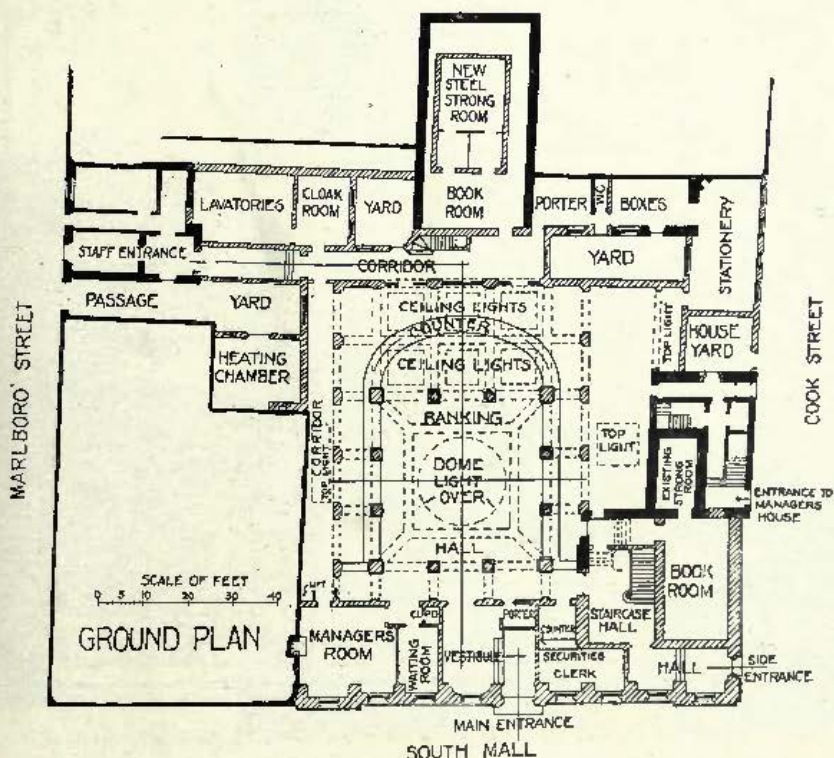 NEW
STEEL
STRONG
ROOM
LAVATORIES
CLOAK
ROOM
YARD
BOOK
ROOM
PORTER
WC
BOXES
STATIONERY
STAFF ENTRANCE
CORRIDOR
YARD
PASSAGE
YARD
CEILING LIGHTS
COUNTER
CEILING LIGHTS
TOP LIGHT
HOUSE
YARD
HEATING
CHAMBER
MARLBORO' STREET
COOK STREET
CORRIDOR
TOP LIGHT
BANKING
DOME
LIGHT
OVER
HALL
TOP
LIGHT
EXISTING
STRONG
ROOM
ENTRANCE TO
MANAGERS
HOUSE
BOOK
ROOM
SCALE OF FEET
0 5 10 20 30 40
GROUND PLAN
LIFT
MANAGERS
ROOM
CUPD
WAITING
ROOM
VESTIBULE
PORTER
COUNTER
SECURITIES
CLERK
STAIRCASE
HALL
HALL
SIDE
ENTRANCE
MAIN ENTRANCE
SOUTH MALL